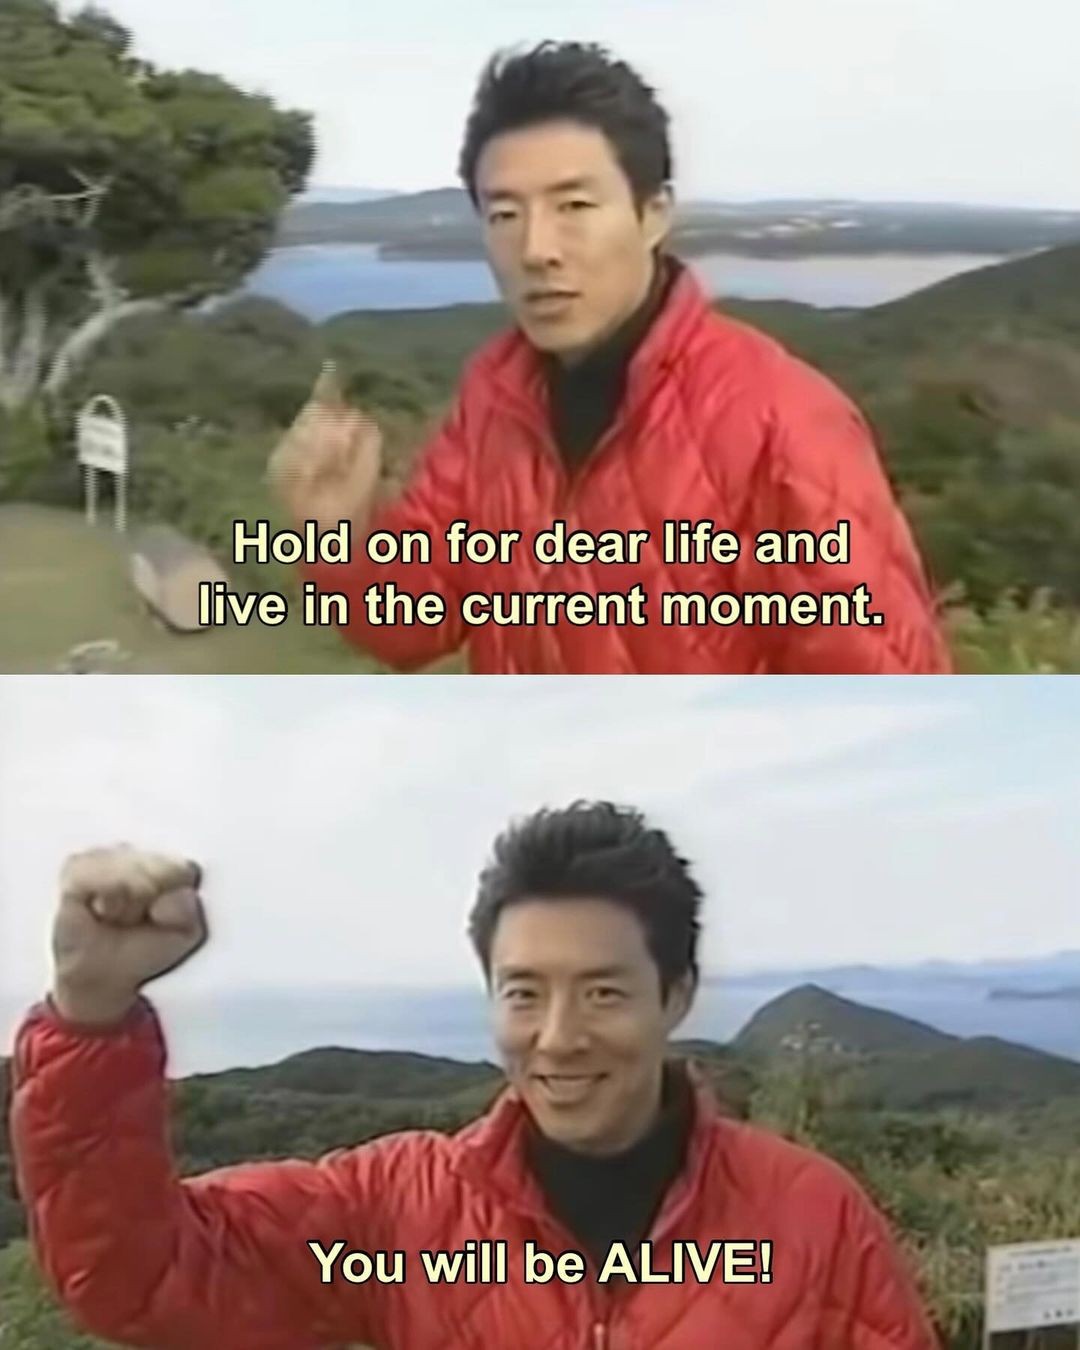 Hold on for dear life and
live in the current moment.
You will be ALIVE!